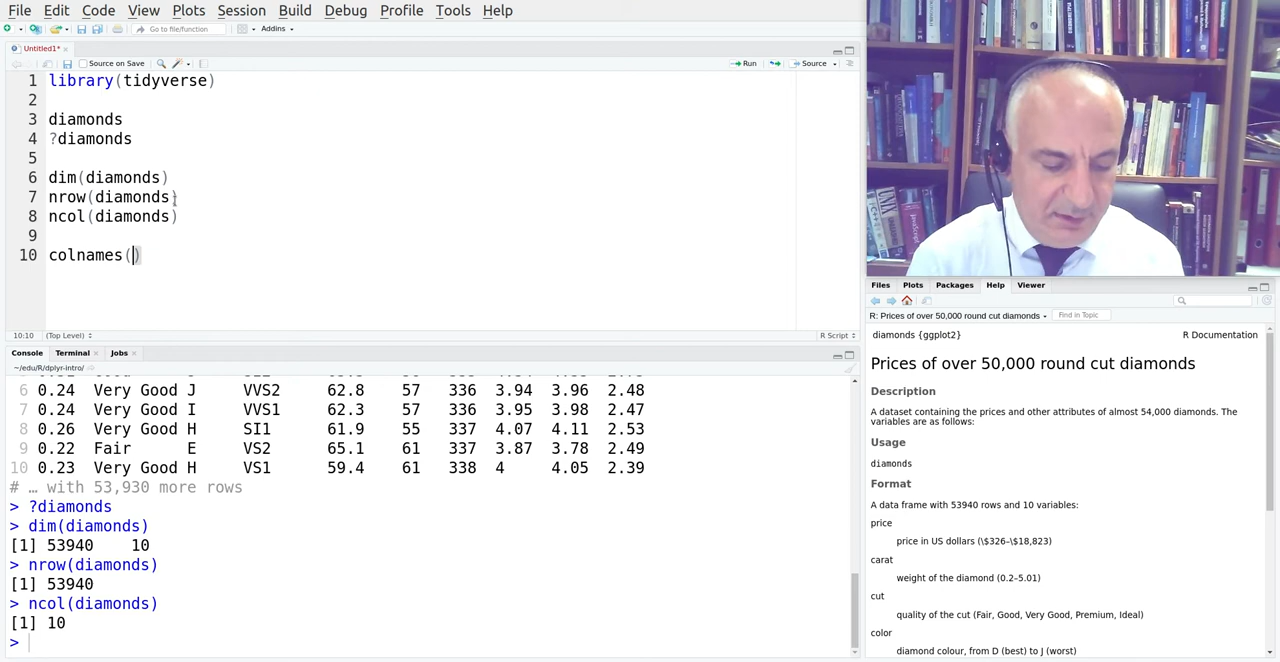 File Edit Code View Plots Session Build Debug Profile Tools Help
Go to file/function Addins
Untitled1*
Source on Save Run Source
1 library(tidyverse)
2
3 diamonds
4 ?diamonds
5
6 dim(diamonds)
7 nrow(diamonds)
8 ncol(diamonds)
9
10 colnames()
10:10 (Top Level) R Script
Console Terminal Jobs
~/edu/R/dplyr-intro/
6 0.24 Very Good J VVS2 62.8 57 336 3.94 3.96 2.48
7 0.24 Very Good I VVS1 62.3 57 336 3.95 3.98 2.47
8 0.26 Very Good H SI1 61.9 55 337 4.07 4.11 2.53
9 0.22 Fair E VS2 65.1 61 337 3.87 3.78 2.49
10 0.23 Very Good H VS1 59.4 61 338 4 4.05 2.39
# … with 53,930 more rows
> ?diamonds
> dim(diamonds)
[1] 53940 10
> nrow(diamonds)
[1] 53940
> ncol(diamonds)
[1] 10
>
UNIX
JavaScript
Files Plots Packages Help Viewer
R: Prices of over 50,000 round cut diamonds Find in Topic
diamonds {ggplot2} R Documentation
Prices of over 50,000 round cut diamonds
Description
A dataset containing the prices and other attributes of almost 54,000 diamonds. The
variables are as follows:
Usage
diamonds
Format
A data frame with 53940 rows and 10 variables:
price
price in US dollars (\$326–\$18,823)
carat
weight of the diamond (0.2–5.01)
cut
quality of the cut (Fair, Good, Very Good, Premium, Ideal)
color
diamond colour, from D (best) to J (worst)